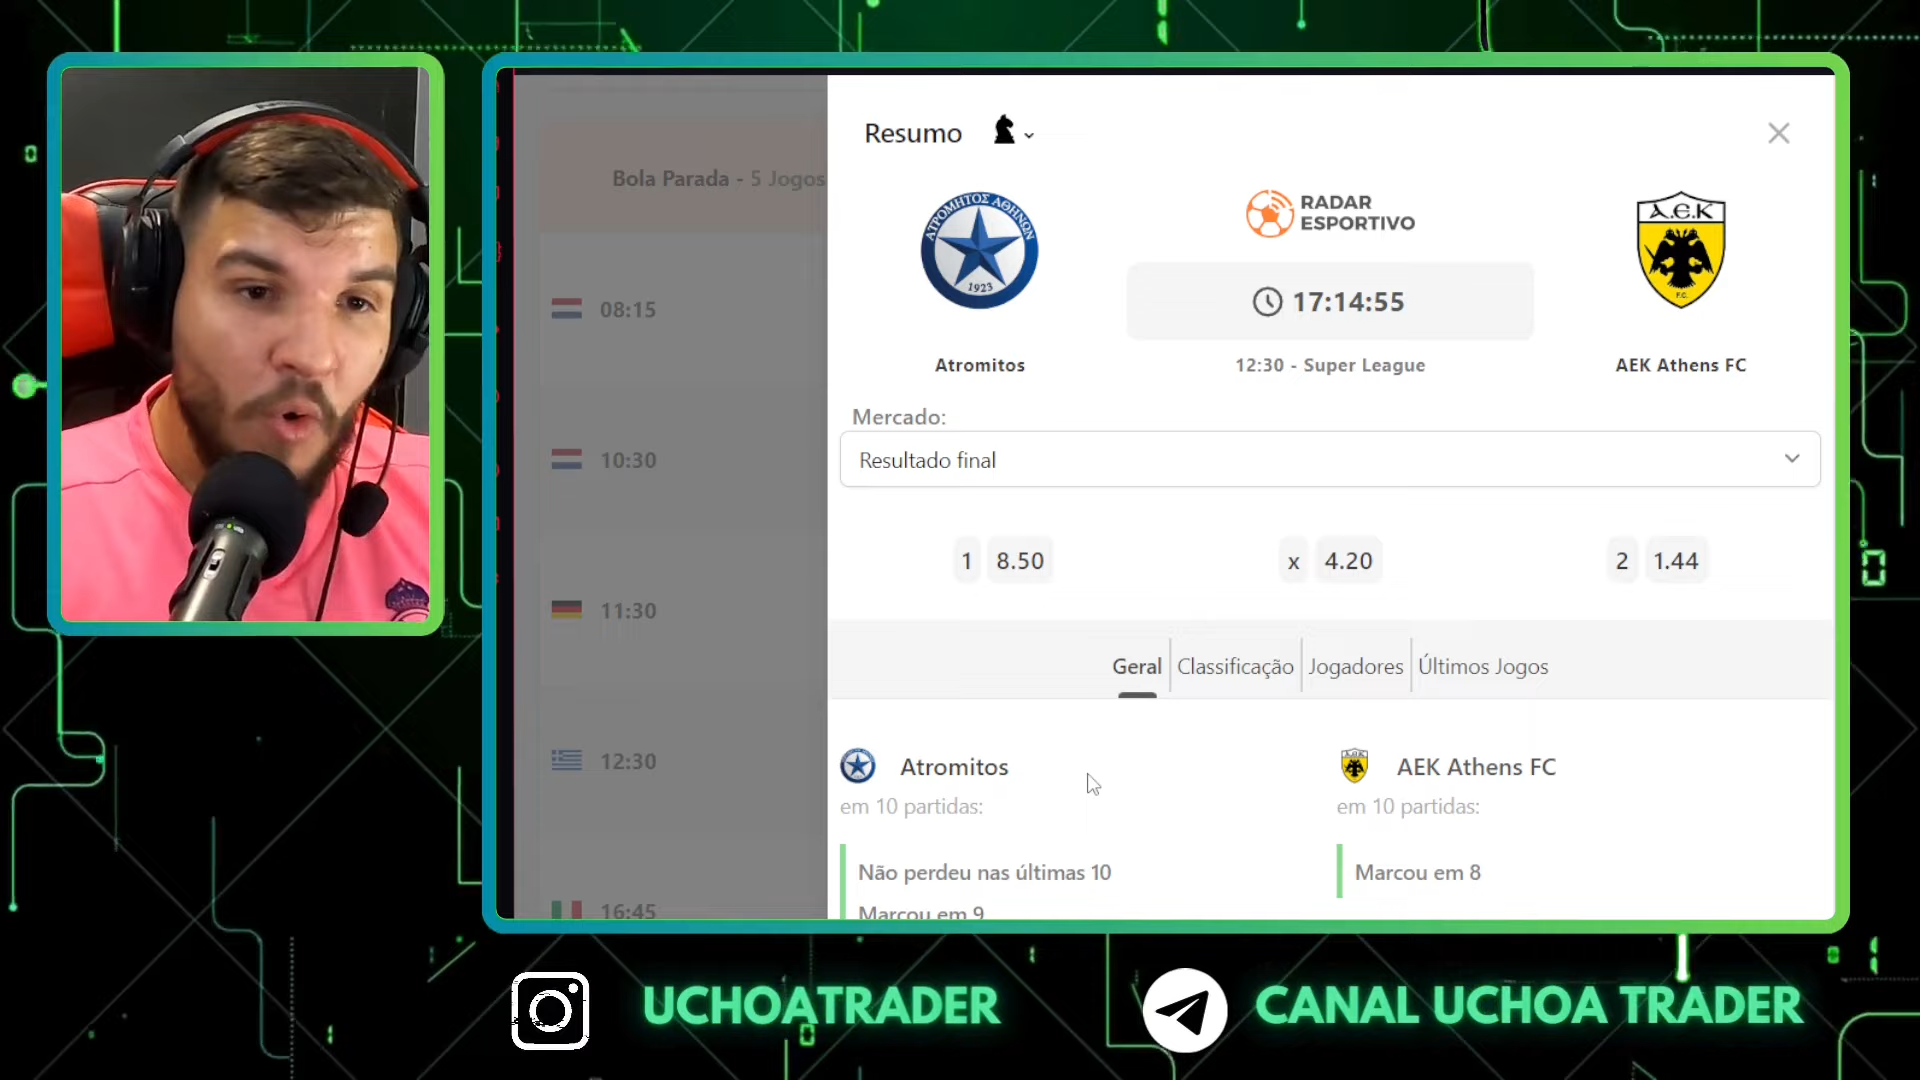 Bola Parada - 5 Jogos
08:15
10:30
11:30
12:30
16:45
Resumo
ΑΤΡΟΜΗΤΟΣ ΑΘΗΝΩΝ
1923
RADAR
ESPORTIVO
Α.Ε.Κ
F.C.
17:14:55
Atromitos
12:30 - Super League
AEK Athens FC
Mercado:
Resultado final
1 8.50
x 4.20
2 1.44
Geral
Classificação
Jogadores
Últimos Jogos
Atromitos
em 10 partidas:
Não perdeu nas últimas 10
Marcou em 9
AEK Athens FC
em 10 partidas:
Marcou em 8
UCHOATRADER
CANAL UCHOA TRADER